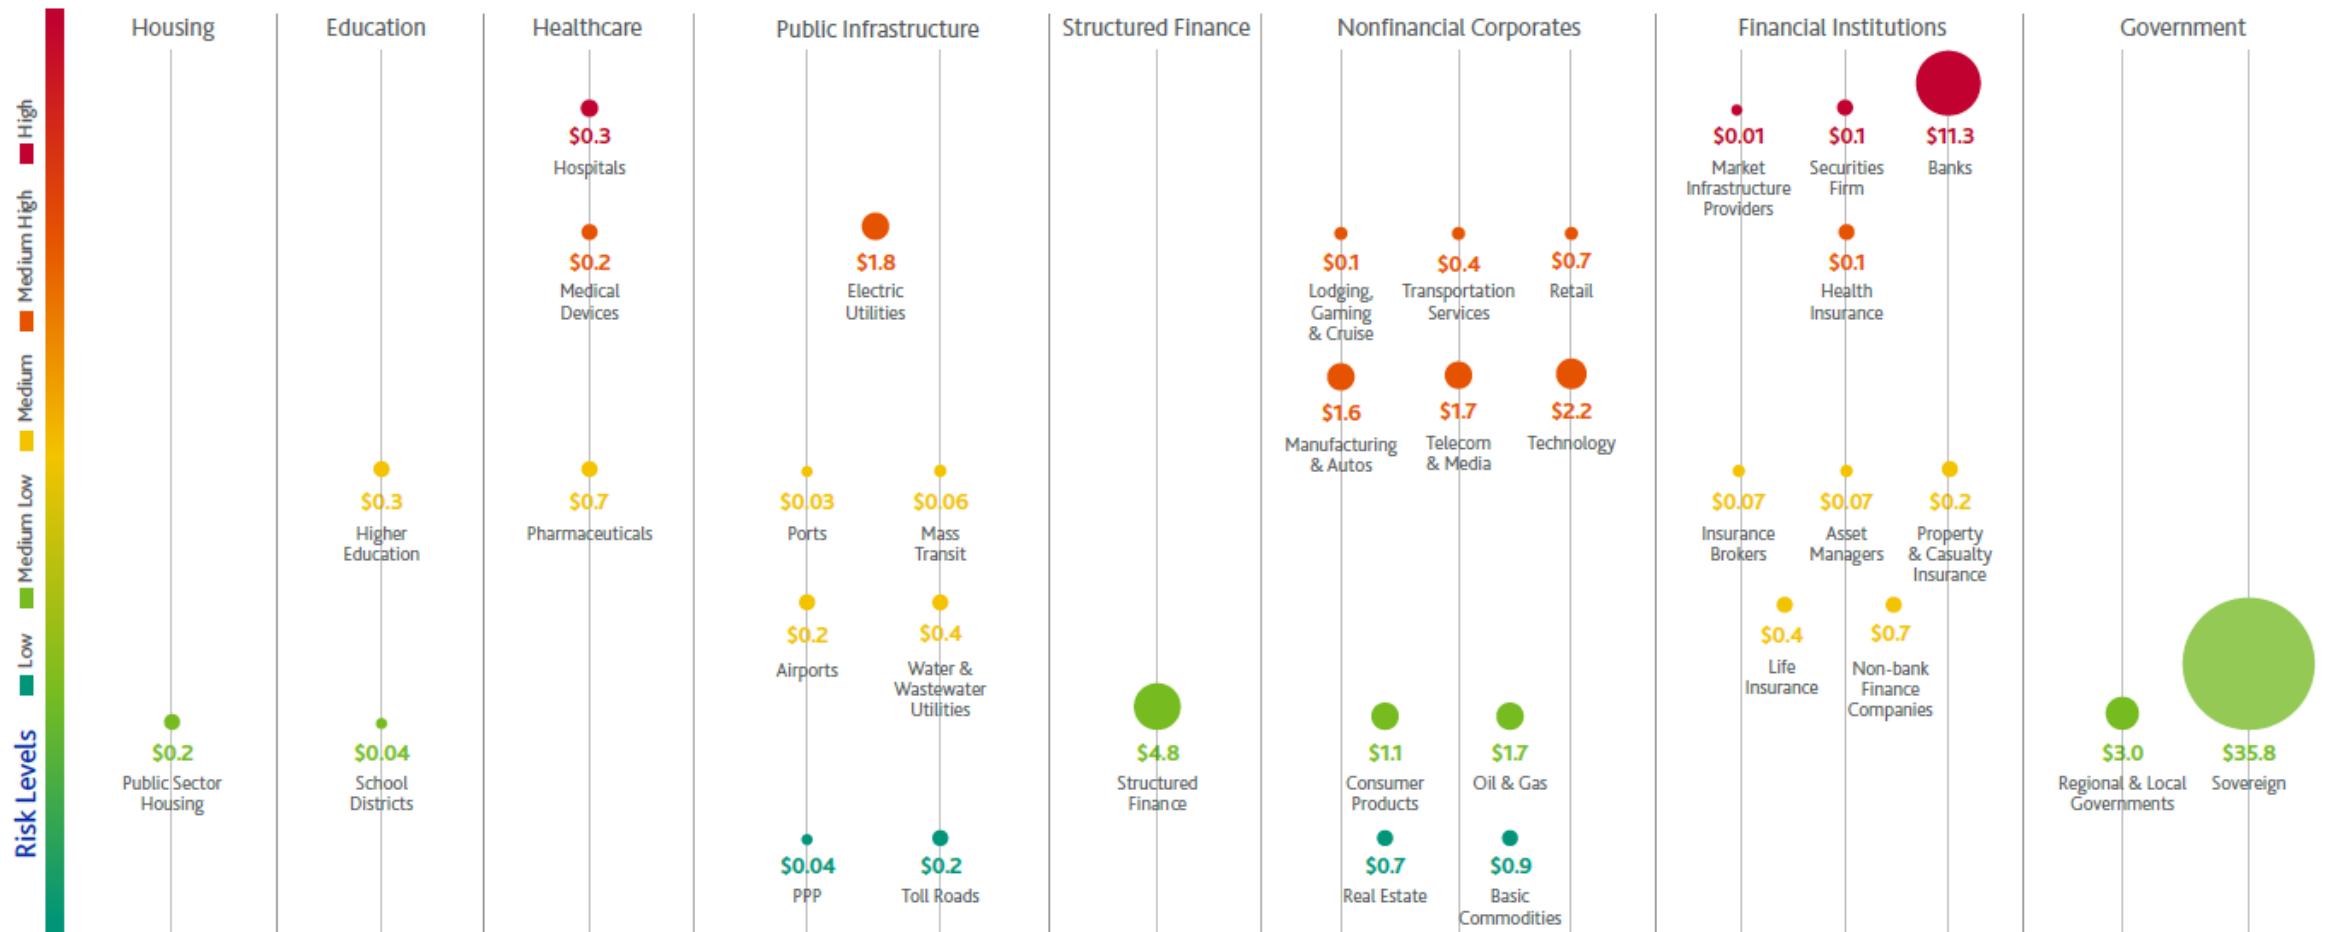 Housing
Education
Healthcare
Public Infrastructure
Structured Finance
Nonfinancial Corporates
Financial Institutions
Government
High
Medium High
Medium
Medium Low
Low
Risk Levels
$0.3
Hospitals
$0.01
Market
Infrastructure
Providers
$0.1
Securities
Firm
$11.3
Banks
$0.2
Medical
Devices
$1.8
Electric
Utilities
$0.1
Lodging,
Gaming
& Cruise
$0.4
Transportation
Services
$0.7
Retail
$0.1
Health
Insurance
$1.6
Manufacturing
& Autos
$1.7
Telecom
& Media
$2.2
Technology
$0.3
Higher
Education
$0.7
Pharmaceuticals
$0.03
Ports
$0.06
Mass
Transit
$0.07
Insurance
Brokers
$0.07
Asset
Managers
$0.2
Property
& Casualty
Insurance
$0.2
Airports
$0.4
Water &
Wastewater
Utilities
$0.4
Life
Insurance
$0.7
Non-bank
Finance
Companies
$0.2
Public Sector
Housing
$0.04
School
Districts
$4.8
Structured
Finance
$1.1
Consumer
Products
$1.7
Oil & Gas
$3.0
Regional & Local
Governments
$35.8
Sovereign
$0.04
PPP
$0.2
Toll Roads
$0.7
Real Estate
$0.9
Basic
Commodities